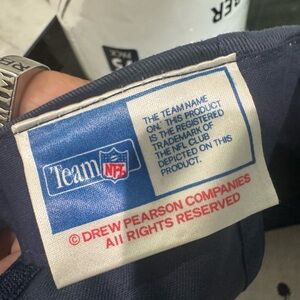 THE TEAM NAME
ON THIS PRODUCT
IS THE REGISTERED
TRADEMARK OF
THE NFL CLUB
DEPICTED ON THIS
PRODUCT.
Team NFL
© DREW PEARSON COMPANIES
All RIGHTS RESERVED